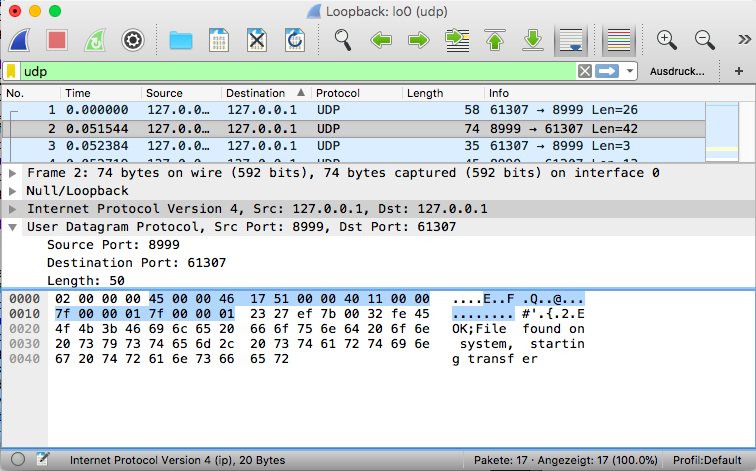 Loopback: lo0 (udp)
udp
Ausdruck...
+
No. Time Source Destination Protocol Length Info
1 0.000000 127.0.0... 127.0.0.1 UDP 58 61307 → 8999 Len=26
2 0.051544 127.0.0... 127.0.0.1 UDP 74 8999 → 61307 Len=42
3 0.052384 127.0.0... 127.0.0.1 UDP 35 61307 → 8999 Len=3
Frame 2: 74 bytes on wire (592 bits), 74 bytes captured (592 bits) on interface 0
Null/Loopback
Internet Protocol Version 4, Src: 127.0.0.1, Dst: 127.0.0.1
User Datagram Protocol, Src Port: 8999, Dst Port: 61307
Source Port: 8999
Destination Port: 61307
Length: 50
0000 02 00 00 00 45 00 00 46 17 51 00 00 40 11 00 00 ....E..F .Q..@...
0010 7f 00 00 01 7f 00 00 01 23 27 ef 7b 00 32 fe 45 ........ #'.{.2.E
0020 4f 4b 3b 46 69 6c 65 20 66 6f 75 6e 64 20 6f 6e OK;File found on
0030 20 73 79 73 74 65 6d 2c 20 73 74 61 72 74 69 6e system, startin
0040 67 20 74 72 61 6e 73 66 65 72 g transf er
Internet Protocol Version 4 (ip), 20 Bytes
Pakete: 17 · Angezeigt: 17 (100.0%)
Profil:Default